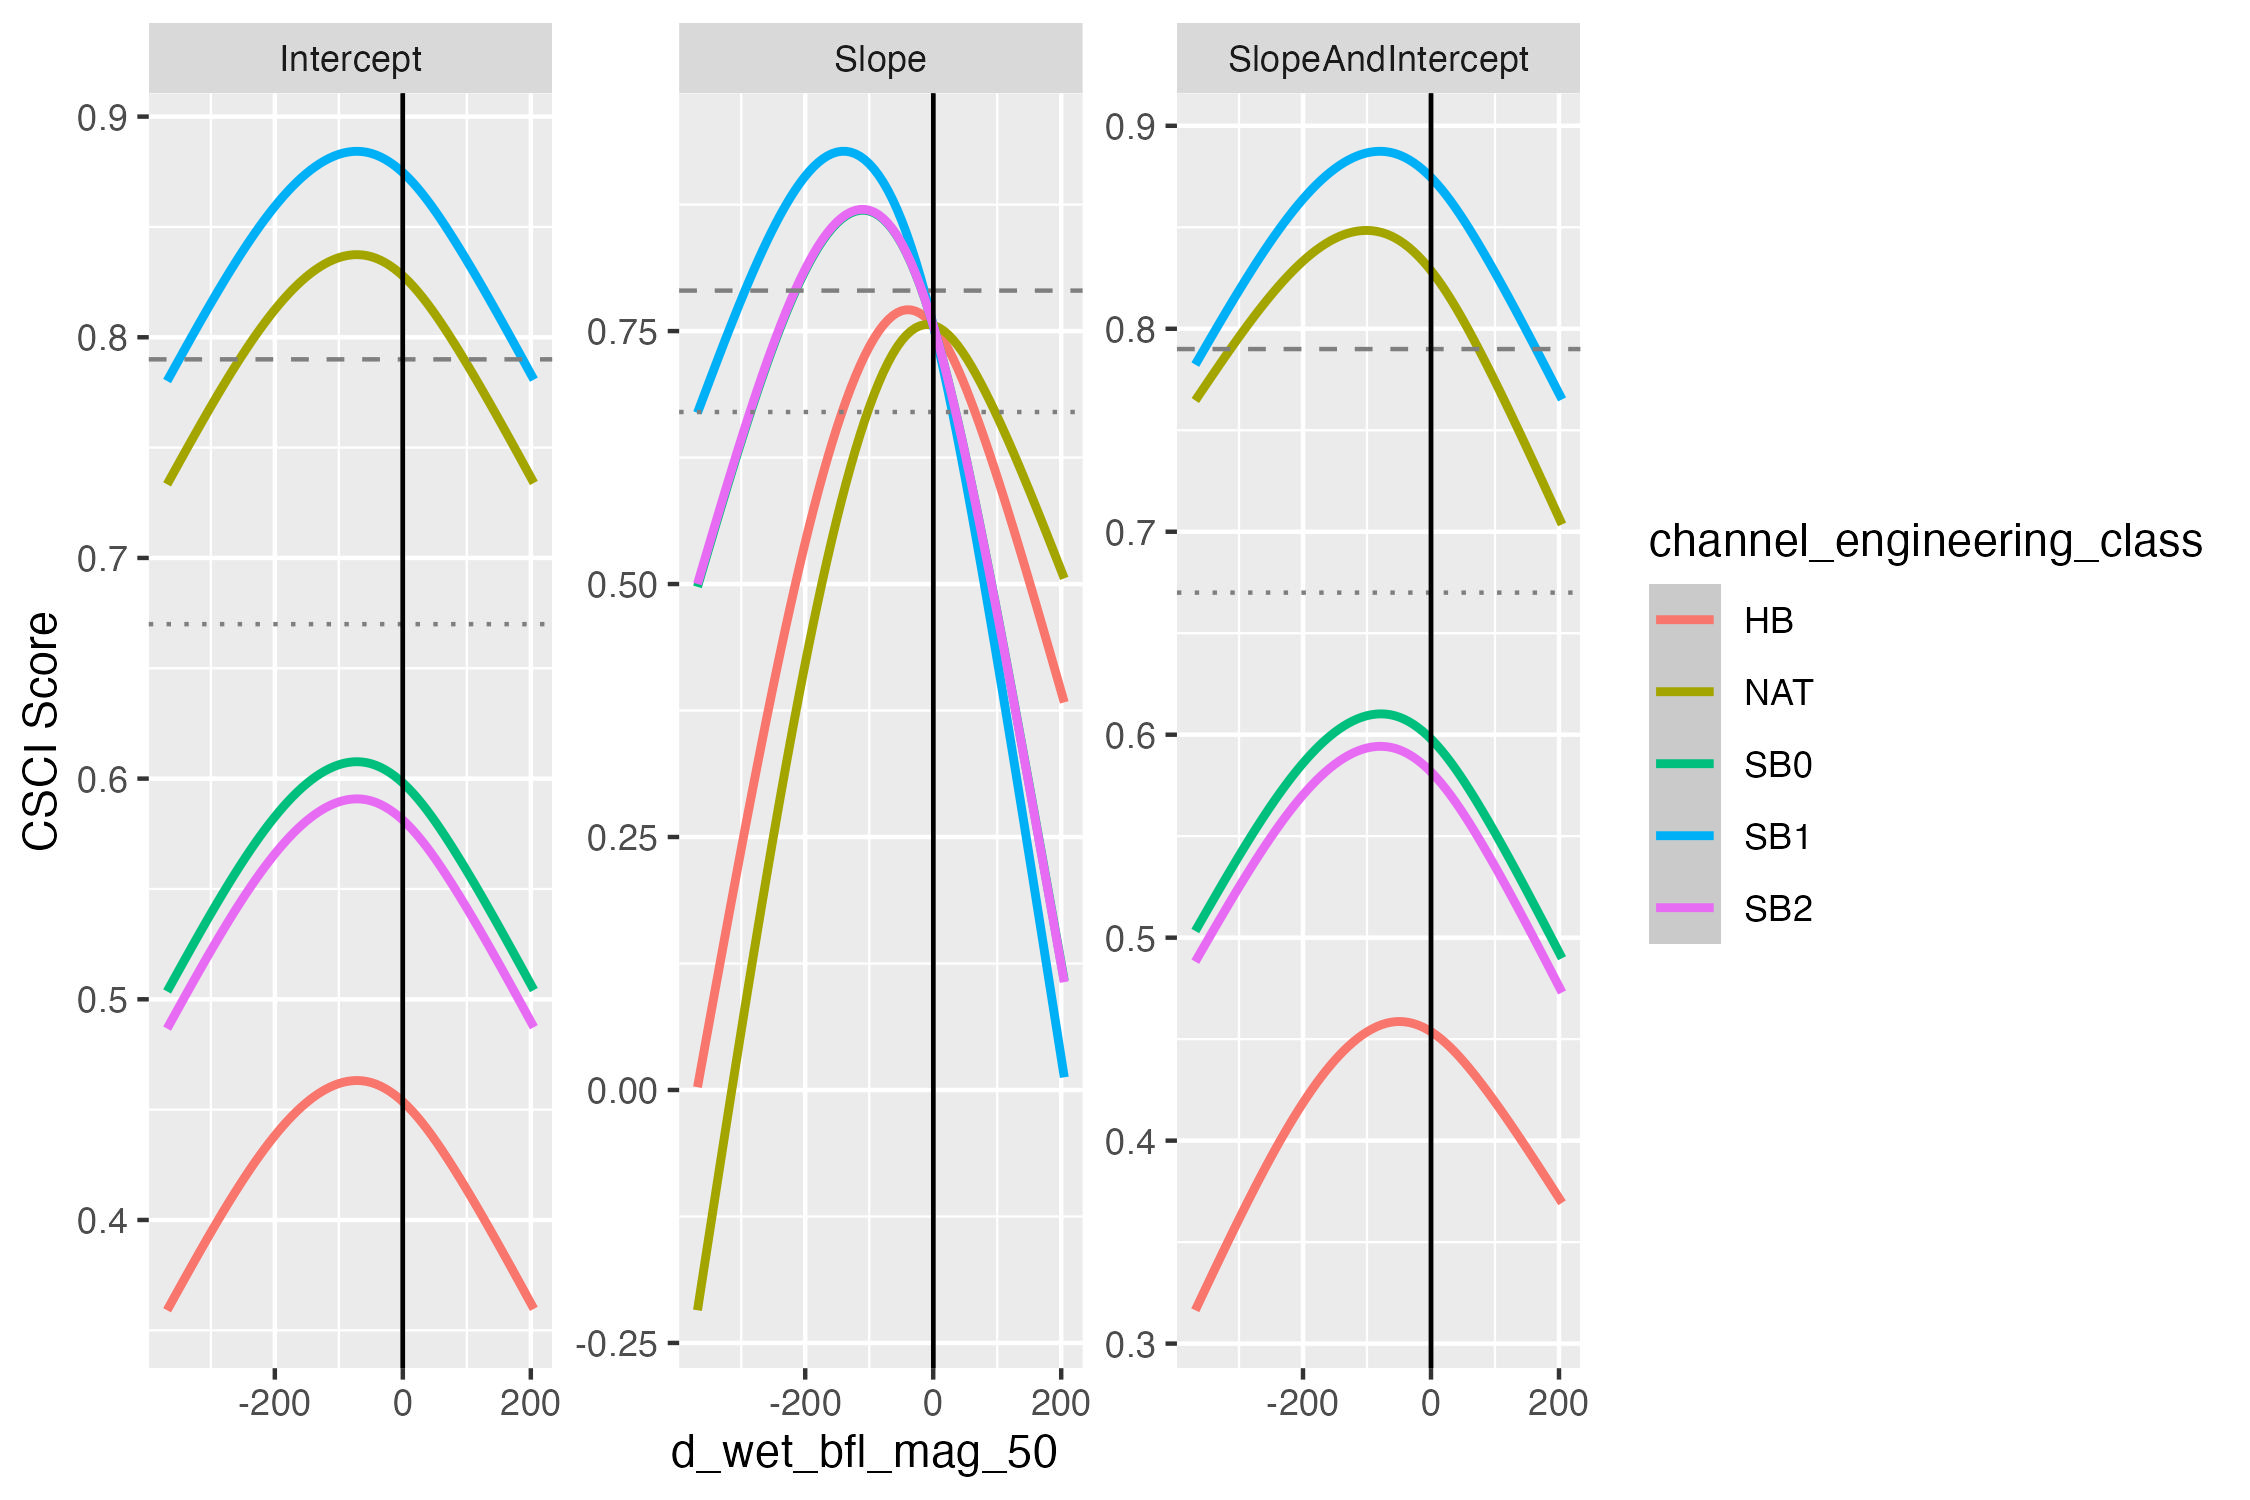 Intercept
Slope
SlopeAndIntercept
CSCI Score
0.9
0.8
0.7
0.6
0.5
0.4
0.75
0.50
0.25
0.00
-0.25
0.9
0.8
0.7
0.6
0.5
0.4
0.3
-200 0 200
-200 0 200
-200 0 200
d_wet_bfl_mag_50
channel_engineering_class
HB
NAT
SB0
SB1
SB2